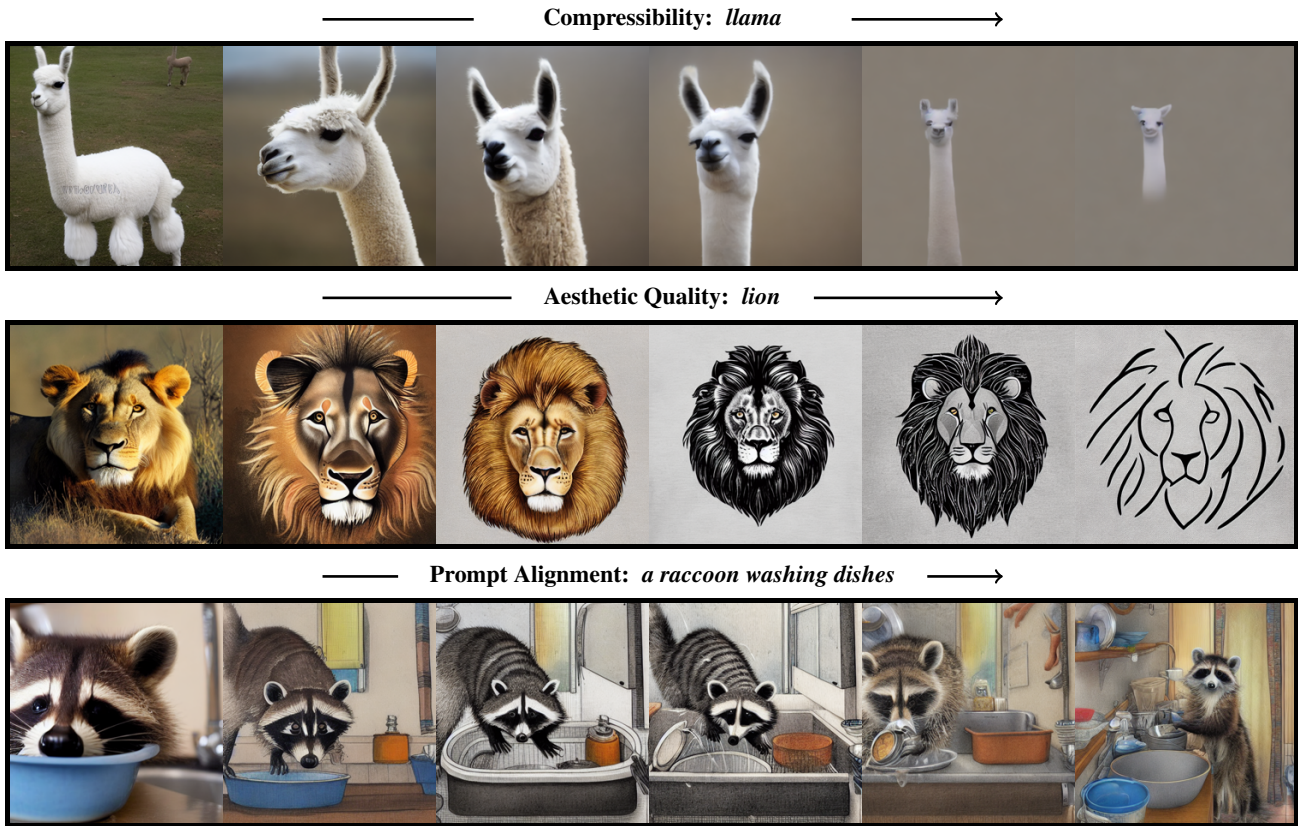 Compressibility: llama
Aesthetic Quality: lion
Prompt Alignment: a raccoon washing dishes